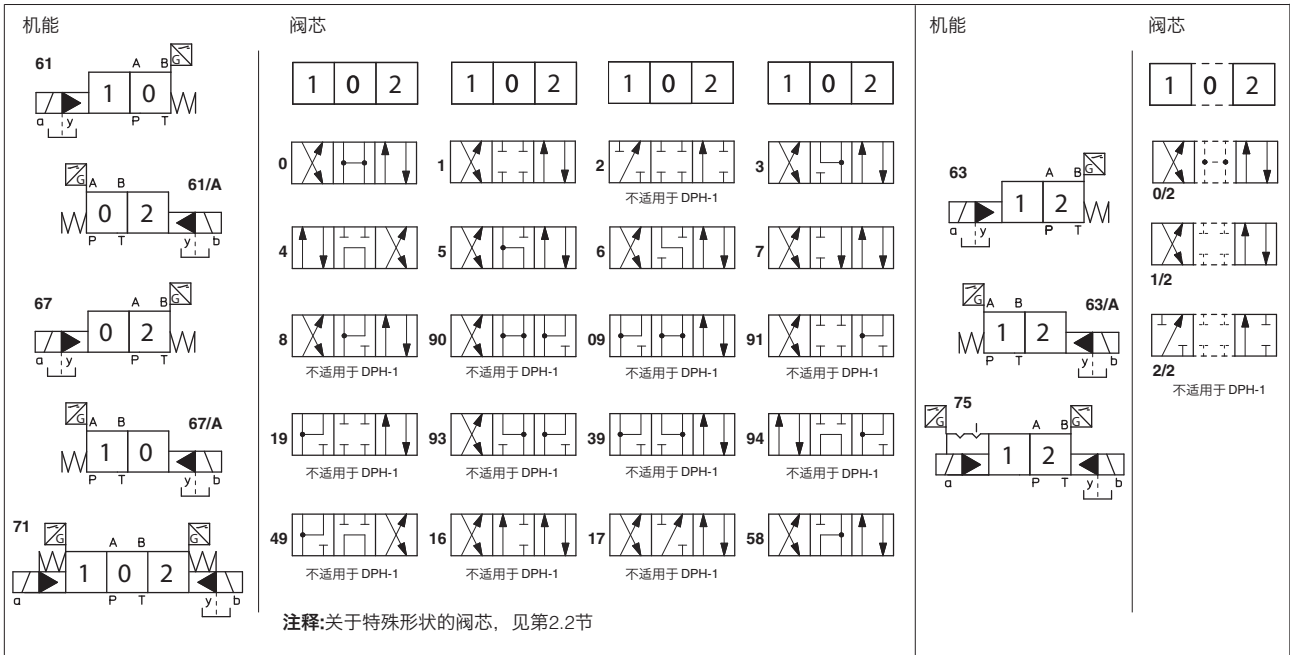 机能
阀芯
机能
阀芯
61
A B
G
1 0
a y
P T
G
A B
61/A
0 2
P T
y b
67
A B
G
0 2
a y
P T
G
A B
67/A
1 0
P T
y b
71
G
A B
G
1 0 2
a
P T
y b
1 0 2
1 0 2
1 0 2
1 0 2
0
1
2
3
不适用于 DPH-1
4
5
6
7
8
90
09
91
不适用于 DPH-1
不适用于 DPH-1
不适用于 DPH-1
不适用于 DPH-1
19
93
39
94
不适用于 DPH-1
不适用于 DPH-1
不适用于 DPH-1
不适用于 DPH-1
49
16
17
58
不适用于 DPH-1
不适用于 DPH-1
不适用于 DPH-1
注释:关于特殊形状的阀芯，见第2.2节
63
A B
G
1 2
a y
P T
G
A B
63/A
1 2
P T
y b
75
G
A B
G
1 2
a
P T
y b
1 0 2
0/2
1/2
2/2
不适用于 DPH-1